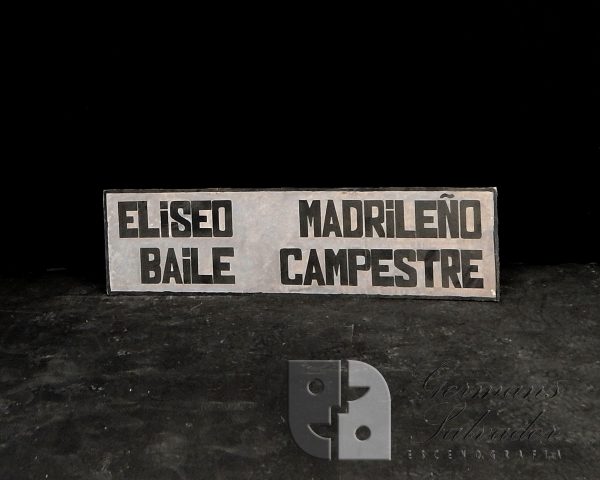 ELiSEO MADRiLEÑO
BAiLE CAMPESTRE
Germans
Salvador
ESCENOGRAFIA